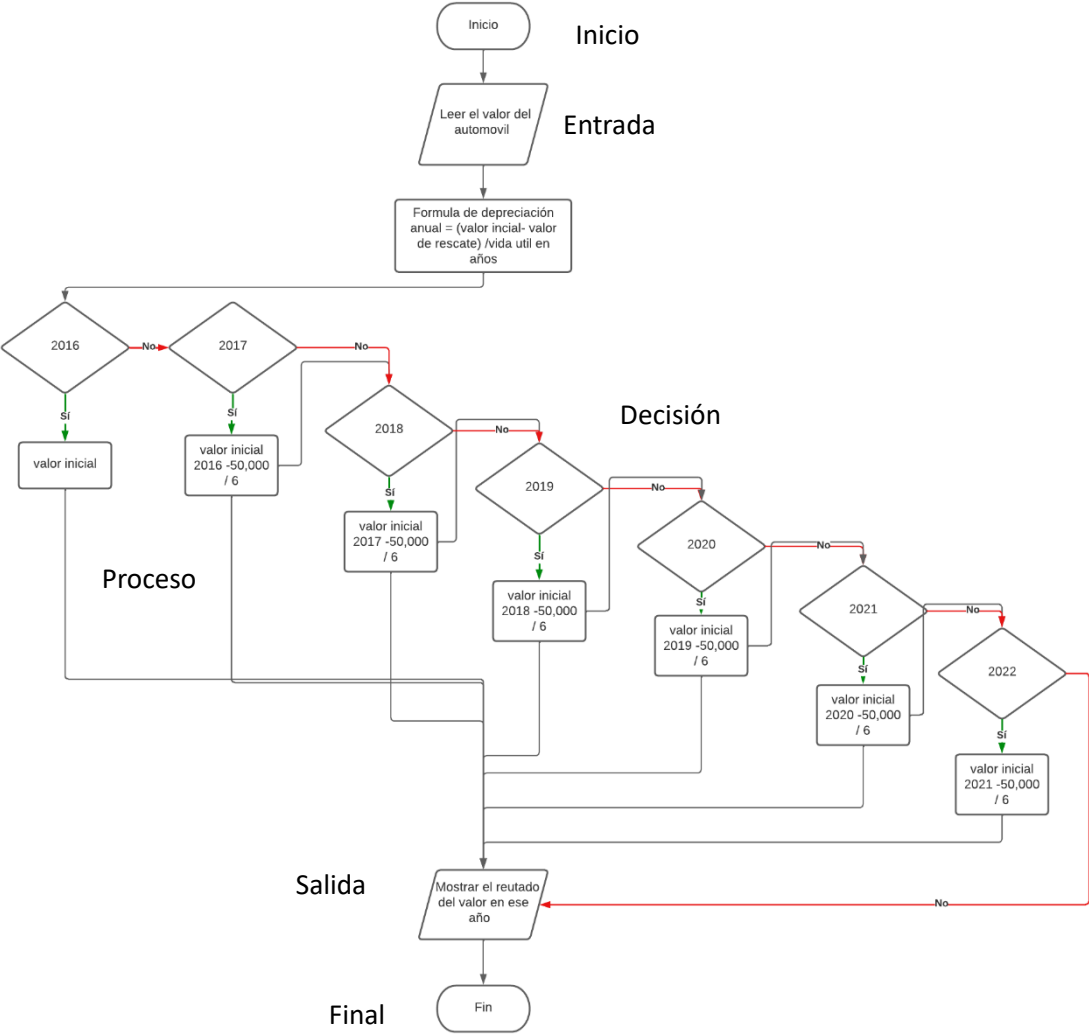 Inicio
Inicio
Leer el valor del
automovil
Entrada
Formula de depreciación
anual = (valor incial- valor
de rescate) /vida util en
años
2016
No
2017
No
Sí
Sí
valor inicial
valor inicial
2016 -50,000
/ 6
2018
No
Decisión
Sí
valor inicial
2017 -50,000
/ 6
2019
No
Sí
valor inicial
2018 -50,000
/ 6
2020
No
Sí
valor inicial
2019 -50,000
/ 6
Proceso
2021
No
Sí
valor inicial
2020 -50,000
/ 6
2022
Sí
valor inicial
2021 -50,000
/ 6
No
Salida
Mostrar el reutado
del valor en ese
año
Fin
Final